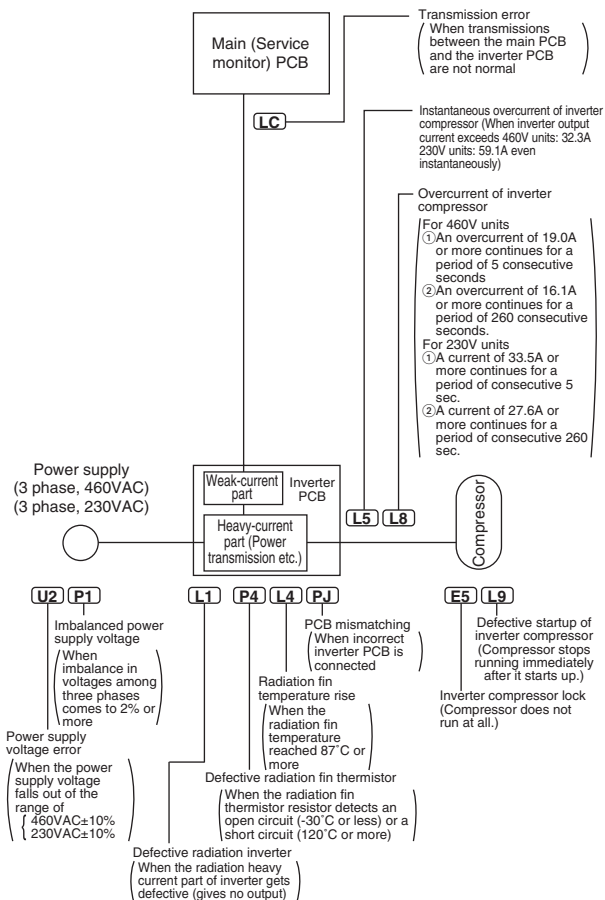 Transmission error
When transmissions
between the main PCB
and the inverter PCB
are not normal
Main (Service
monitor) PCB
LC
Instantaneous overcurrent of inverter
compressor (When inverter output
current exceeds 460V units: 32.3A
230V units: 59.1A even
instantaneously)
Overcurrent of inverter
compressor
For 460V units
①An overcurrent of 19.0A
or more continues for a
period of 5 consecutive
seconds
②An overcurrent of 16.1A
or more continues for a
period of 260 consecutive
seconds.
For 230V units
①A current of 33.5A or
more continues for a
period of consecutive 5
sec.
②A current of 27.6A or
more continues for a
period of consecutive 260
sec.
Power supply
(3 phase, 460VAC)
(3 phase, 230VAC)
Weak-current
part
Inverter
PCB
Heavy-current
part (Power
transmission etc.)
L5 L8
Compressor
U2 P1
L1 P4 L4 PJ
E5 L9
Imbalanced power
supply voltage
When
imbalance in
voltages among
three phases
comes to 2% or
more
Power supply
voltage error
When the power
supply voltage
falls out of the
range of
460VAC±10%
230VAC±10%
PCB mismatching
When incorrect
inverter PCB is
connected
Radiation fin
temperature rise
When the
radiation fin
temperature
reached 87˚C or
more
Defective radiation fin thermistor
When the radiation fin
thermistor resistor detects an
open circuit (-30˚C or less) or a
short circuit (120˚C or more)
Defective radiation inverter
When the radiation heavy
current part of inverter gets
defective (gives no output)
Defective startup of
inverter compressor
(Compressor stops
running immediately
after it starts up.)
Inverter compressor lock
(Compressor does not
run at all.)